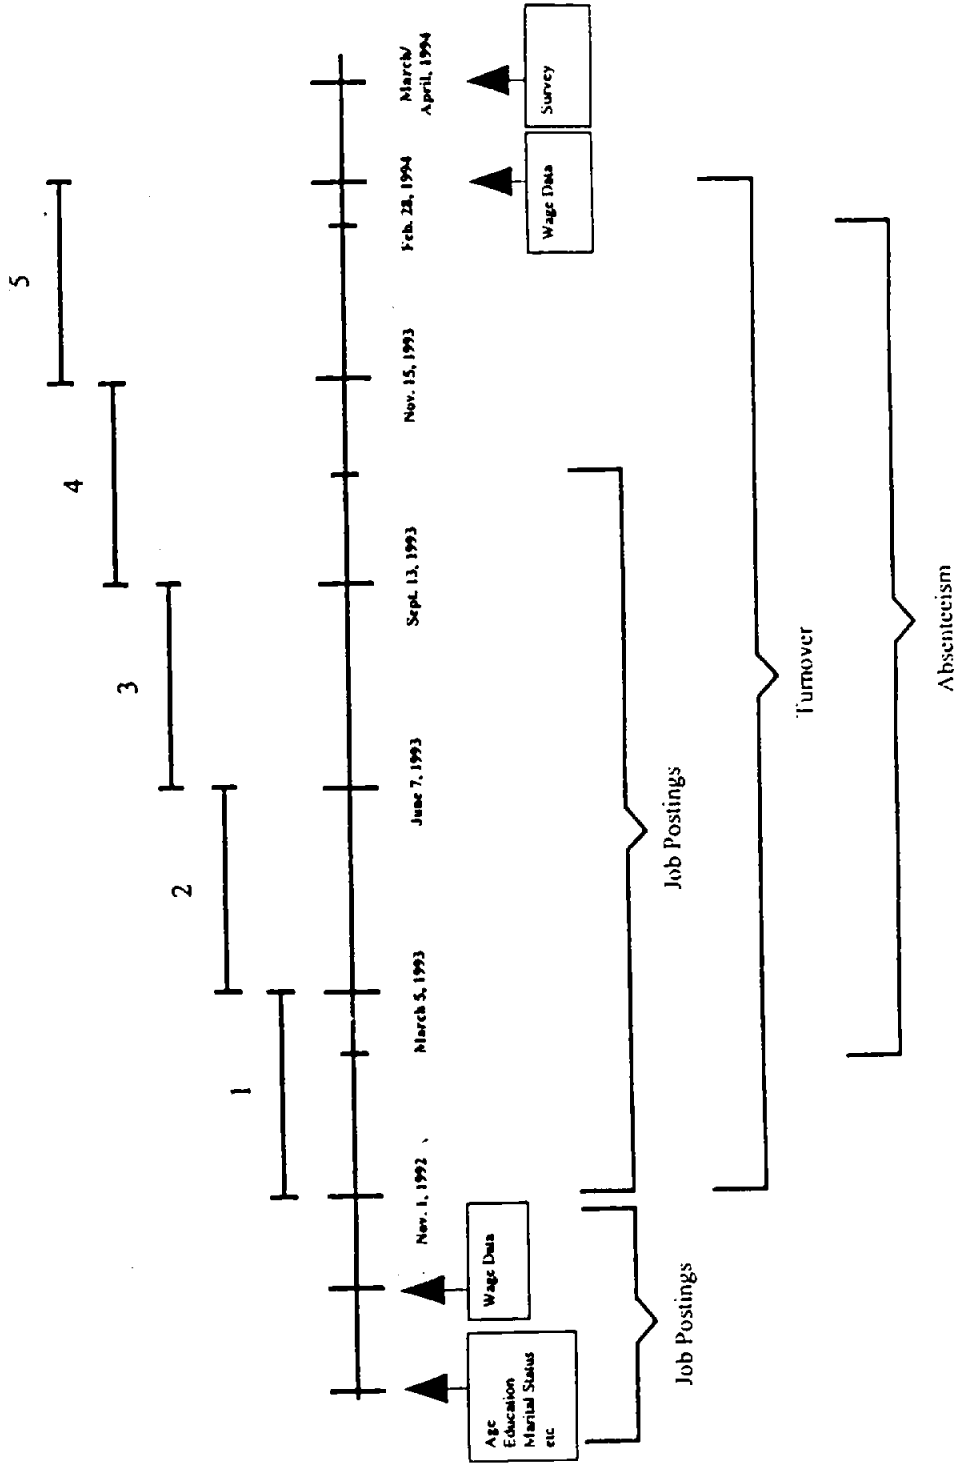 1
2
3
4
5
Nov. 1, 1992
March 5, 1993
June 7, 1993
Sept. 13, 1993
Nov. 15, 1993
Feb. 28, 1994
March/
April, 1994
Age
Education
Marital Status
etc
Wage Data
Wage Data
Survey
Job Postings
Job Postings
Turnover
Absenteeism